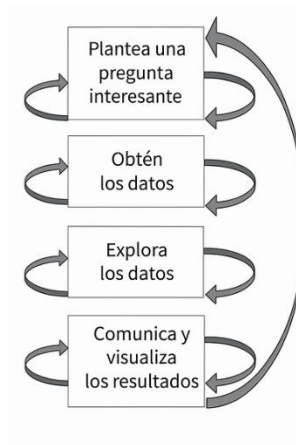 Plantea una
pregunta
interesante
Obtén
los datos
Explora
los datos
Comunica y
visualiza
los resultados